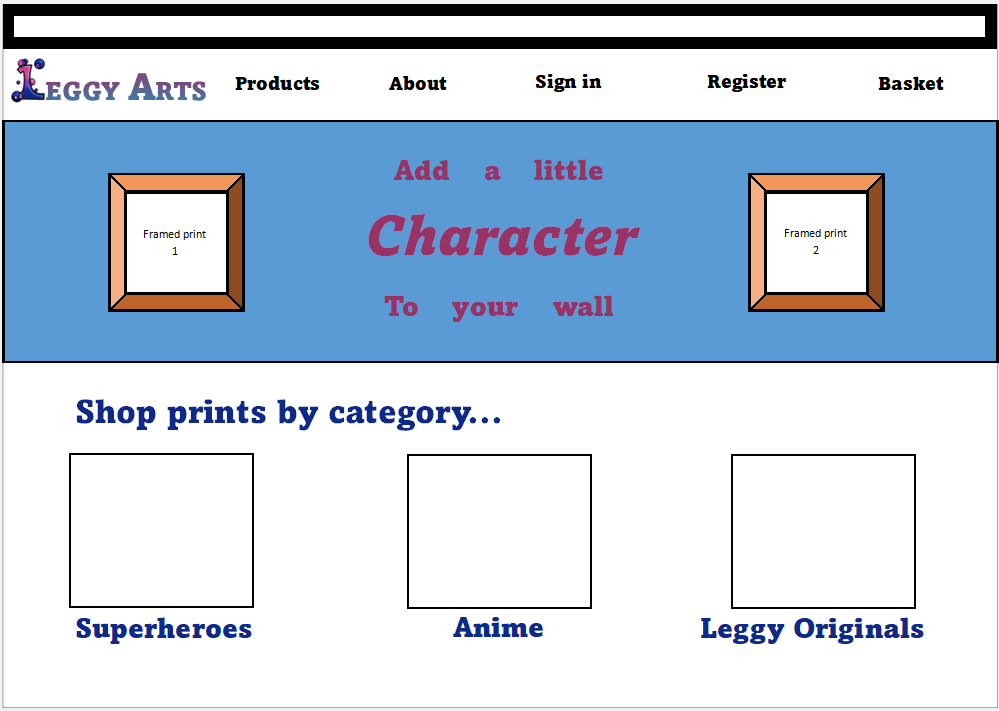 Leggy Arts Products About Sign in Register Basket
Add a little
Character
To your wall
Framed print
1
Framed print
2
Shop prints by category...
Superheroes Anime Leggy Originals